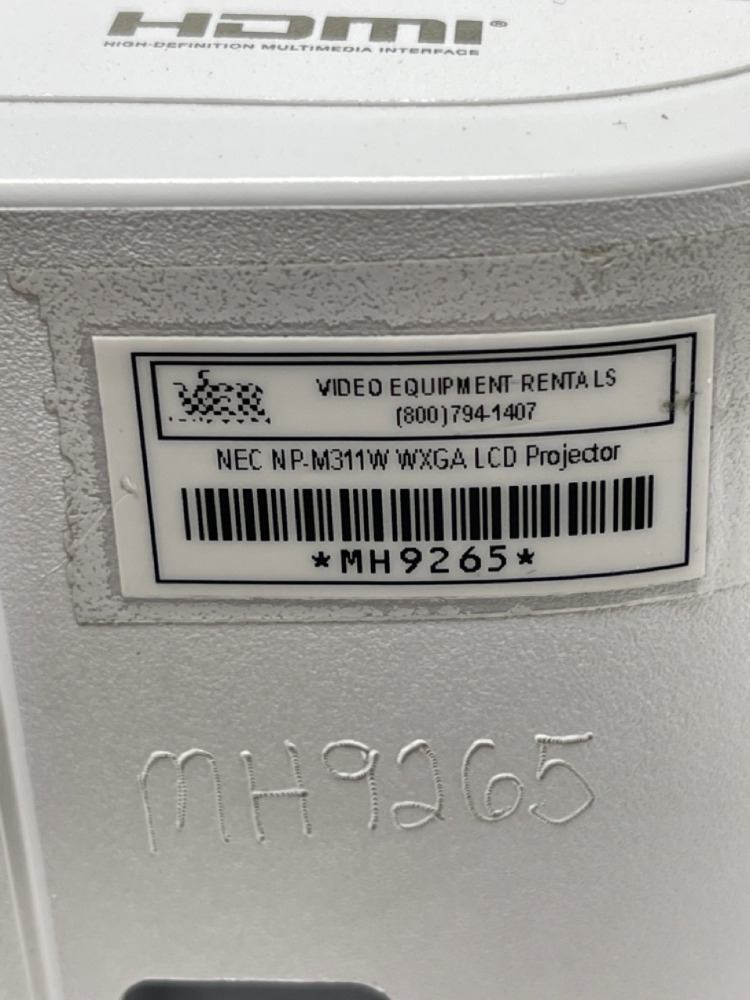 HDMI®
HIGH-DEFINITION MULTIMEDIA INTERFACE
VIDEO EQUIPMENT RENTALS
(800)794-1407
NEC NP-M311W WXGA LCD Projector
*MH9265*
MH9265